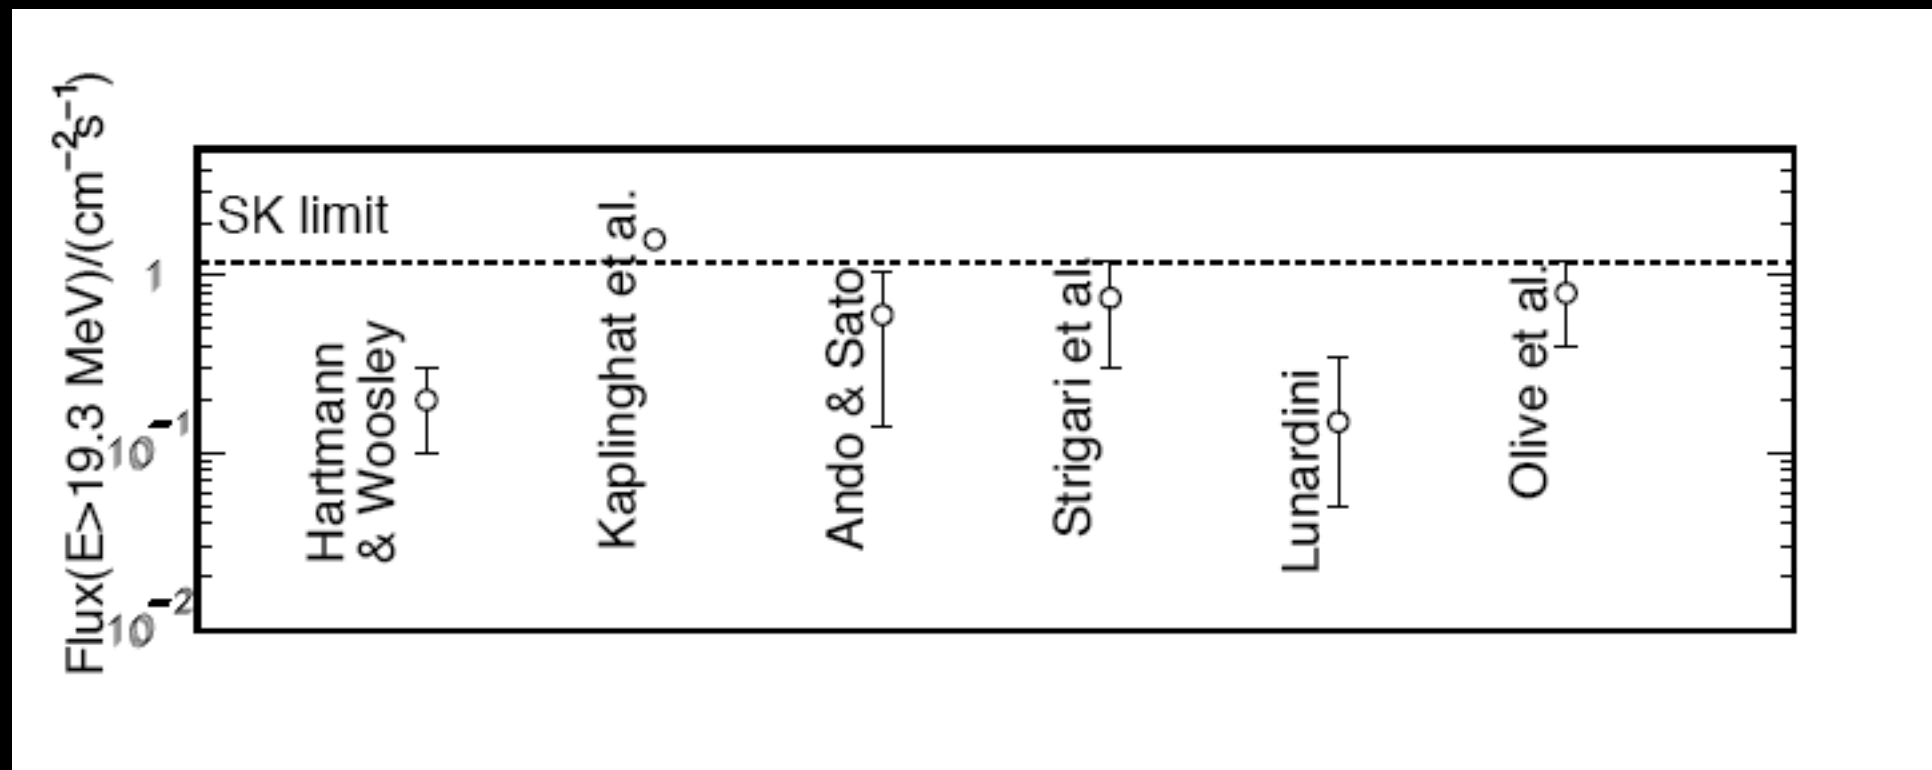 Flux(E>19.3 MeV)/(cm⁻²s⁻¹)
SK limit
1
10⁻¹
10⁻²
Hartmann
& Woosley
Kaplinghat et al.
Ando & Sato
Strigari et al.
Lunardini
Olive et al.